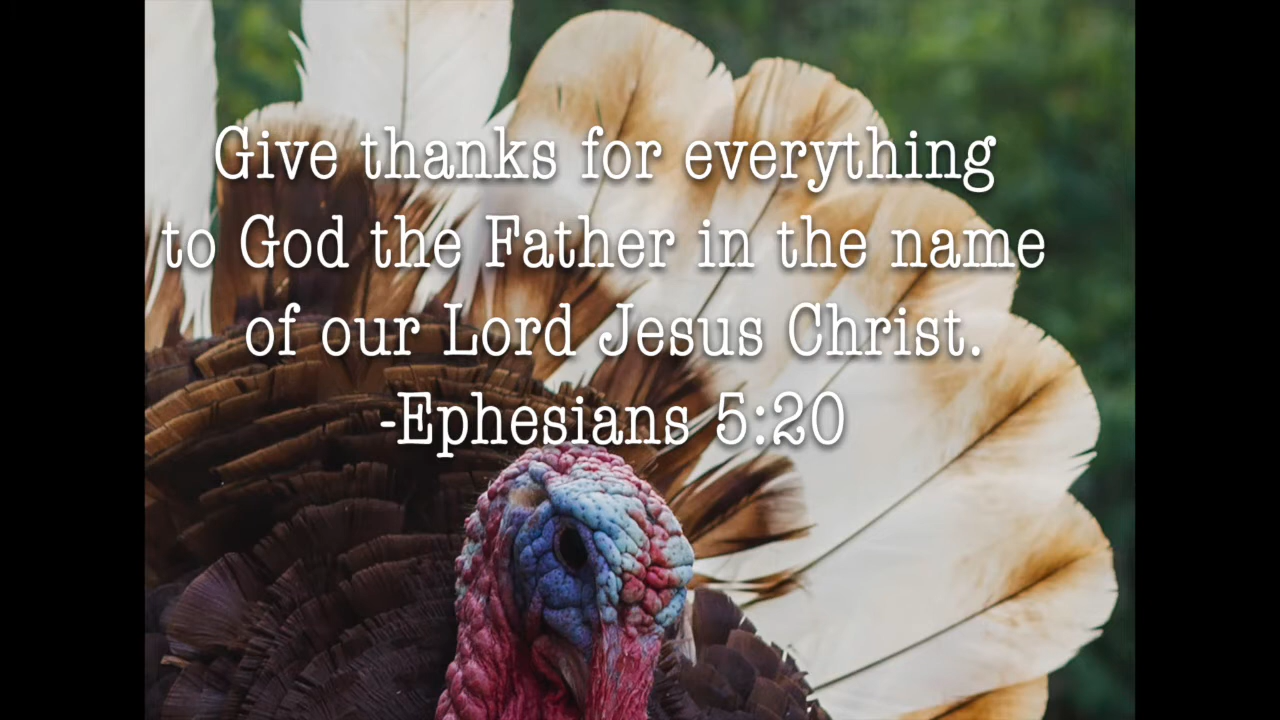 Give thanks for everything
to God the Father in the name
of our Lord Jesus Christ.
-Ephesians 5:20